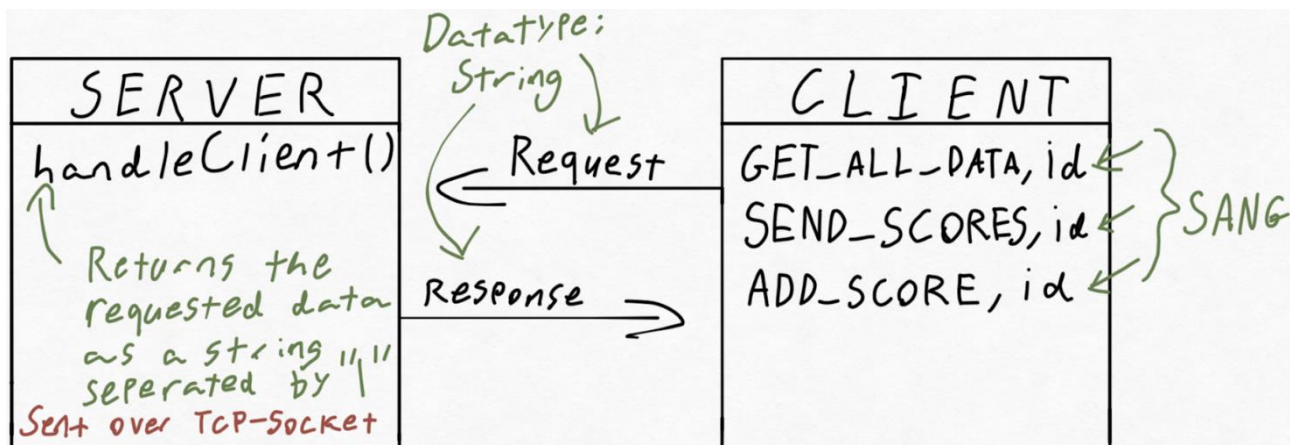 Datatype:
String
SERVER
handleClient()
Returns the
requested data
as a string
seperated by "|"
Sent over TCP-Socket
Request
Response
CLIENT
GET_ALL_DATA, id
SEND_SCORES, id
ADD_SCORE, id
SANG